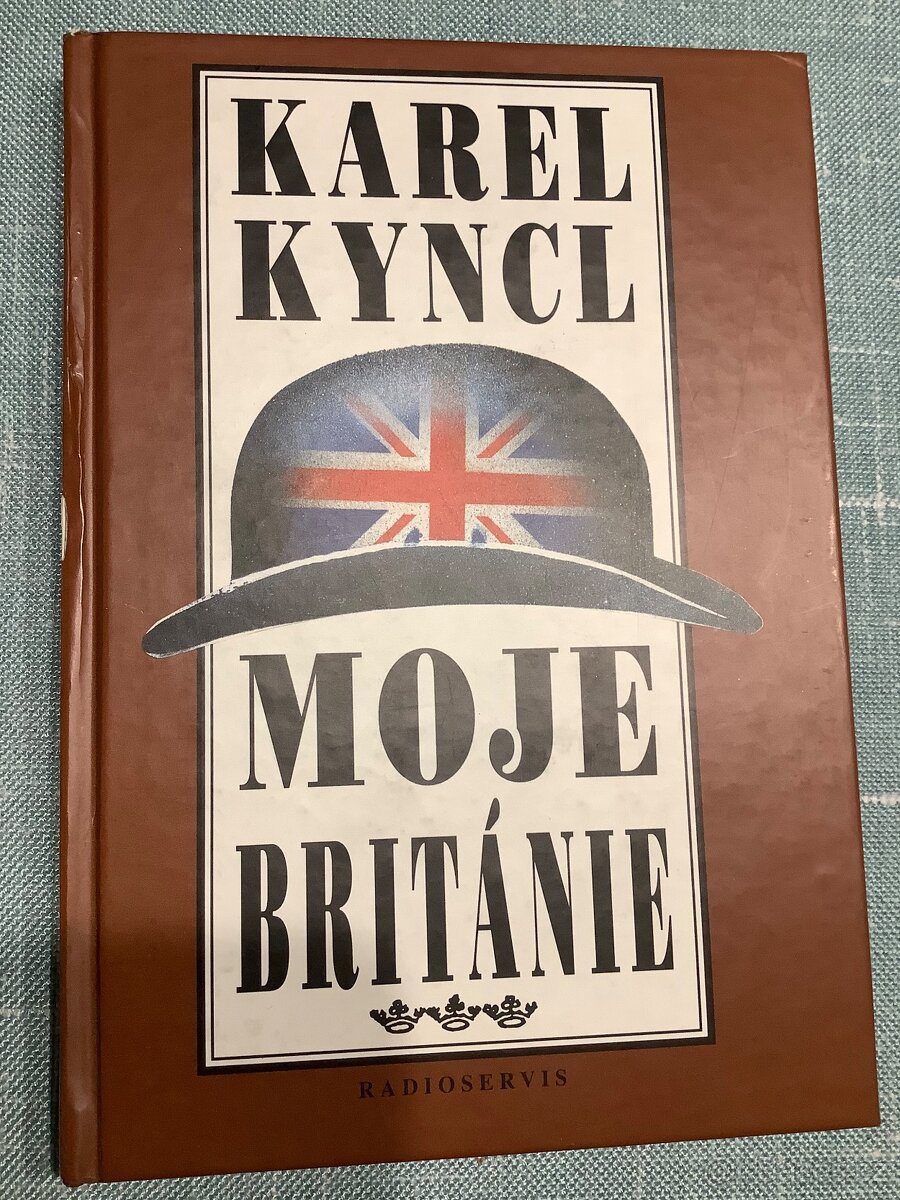 KAREL
KYNCL
MOJE
BRITÁNIE
RADIOSERVIS